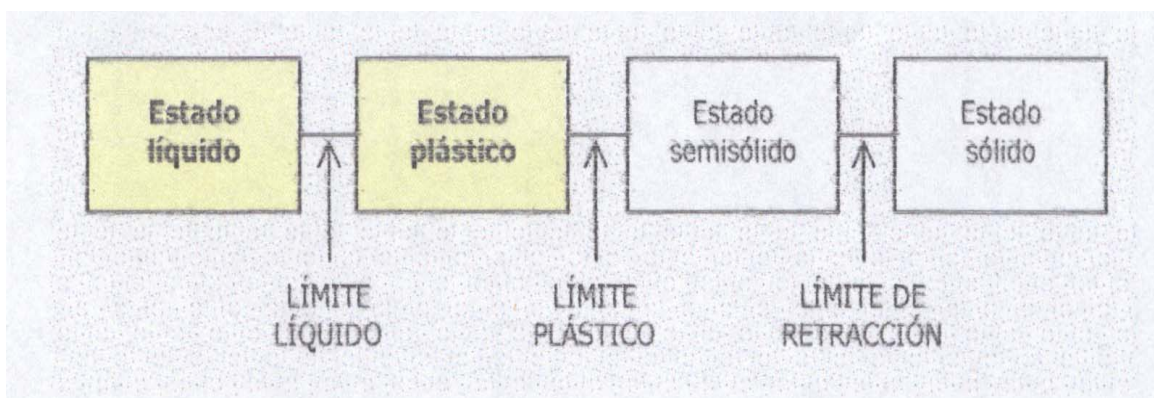 Estado
líquido
Estado
plástico
Estado
semisólido
Estado
sólido
LÍMITE
LÍQUIDO
LÍMITE
PLÁSTICO
LÍMITE DE
RETRACCIÓN